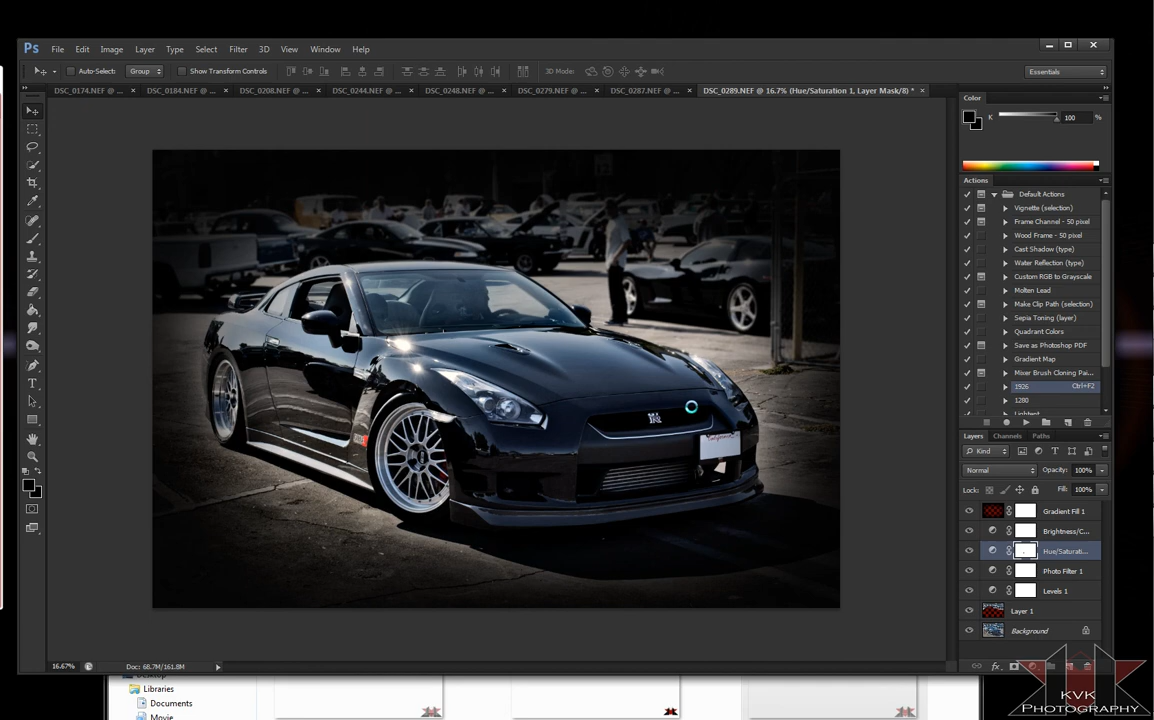 Ps File Edit Image Layer Type Select Filter 3D View Window Help
Auto-Select: Group Show Transform Controls 3D Mode: Essentials
DSC_0174.NEF @ ... × DSC_0184.NEF @ ... × DSC_0208.NEF @ ... × DSC_0244.NEF @ ... × DSC_0248.NEF @ ... × DSC_0279.NEF @ ... × DSC_0287.NEF @ ... × DSC_0289.NEF @ 16.7% (Hue/Saturation 1, Layer Mask/8) * ×
Color
K 100 %
Actions
Default Actions
Vignette (selection)
Frame Channel - 50 pixel
Wood Frame - 50 pixel
Cast Shadow (type)
Water Reflection (type)
Custom RGB to Grayscale
Molten Lead
Make Clip Path (selection)
Sepia Toning (layer)
Quadrant Colors
Save as Photoshop PDF
Gradient Map
Mixer Brush Cloning Pai...
1926 Ctrl+F2
1280
Layers Channels Paths
Kind
Normal Opacity: 100%
Lock: Fill: 100%
Gradient Fill 1
Brightness/C...
Hue/Saturati...
Photo Filter 1
Levels 1
Layer 1
Background
16.67% Doc: 68.7M/161.8M
Libraries
Documents
Movie
KVK
Photography